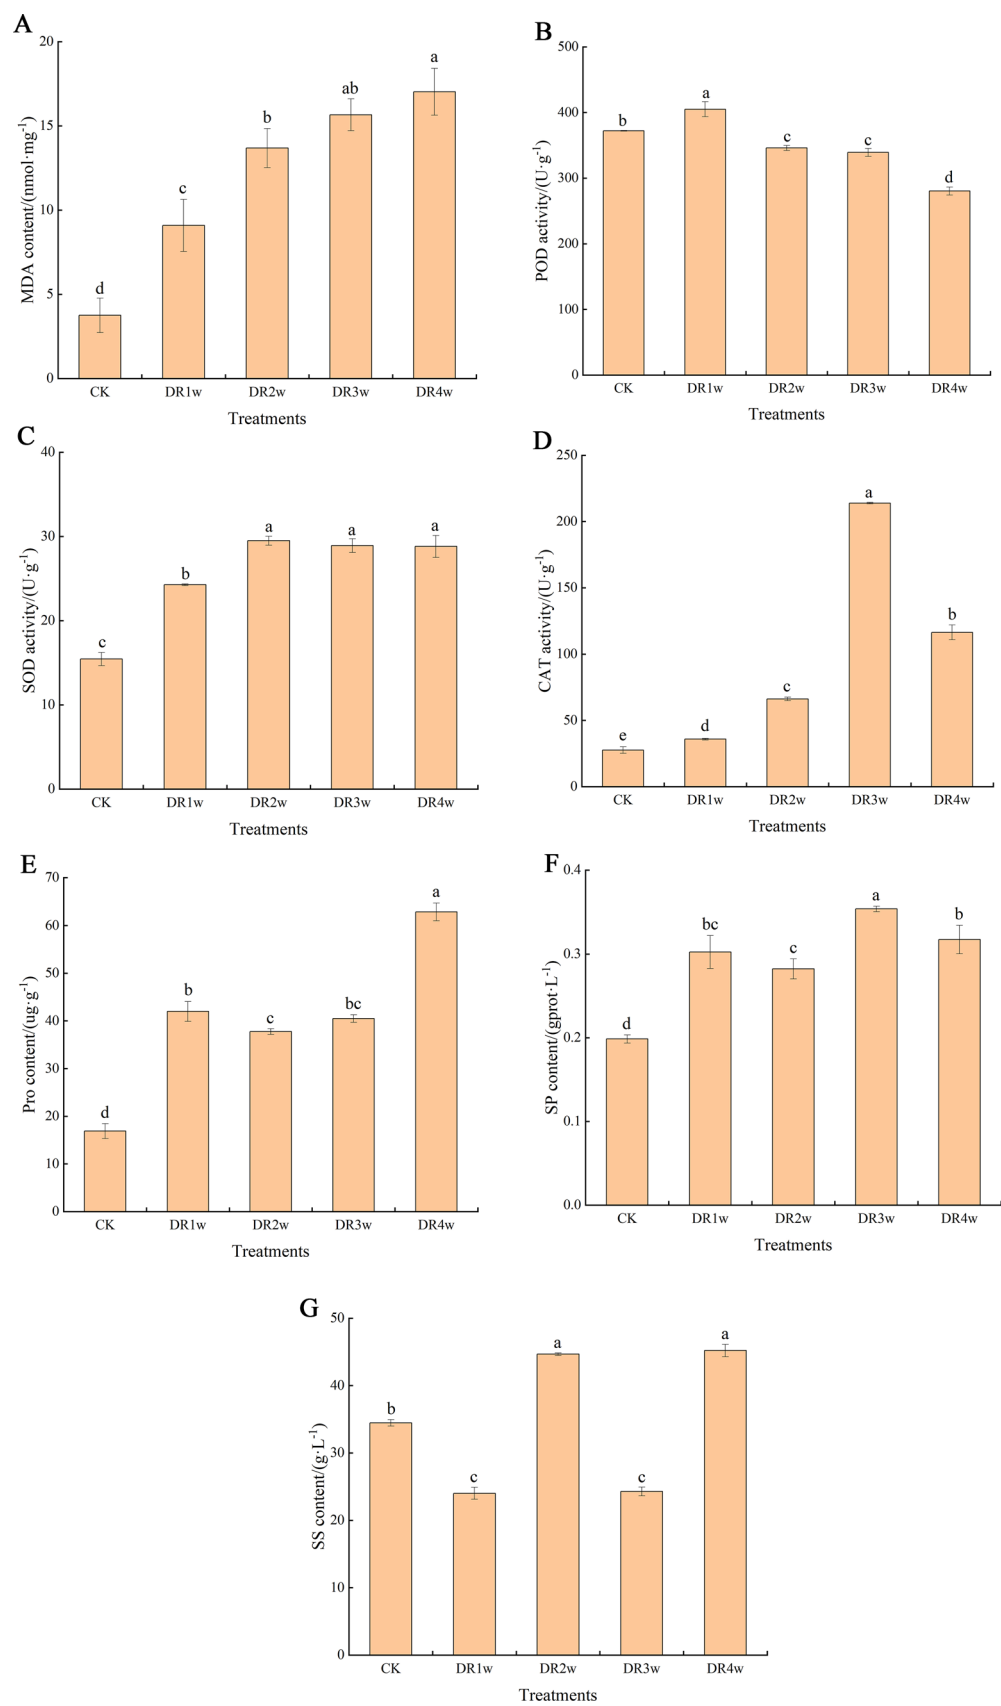 A
MDA content/(nmol·mg⁻¹)
20
15
10
5
0
d
c
b
ab
a
CK DR1w DR2w DR3w DR4w
Treatments
B
POD activity/(U·g⁻¹)
500
400
300
200
100
0
b
a
c
c
d
CK DR1w DR2w DR3w DR4w
Treatments
C
SOD activity/(U·g⁻¹)
40
30
20
10
0
c
b
a
a
a
CK DR1w DR2w DR3w DR4w
Treatments
D
CAT activity/(U·g⁻¹)
250
200
150
100
50
0
e
d
c
a
b
CK DR1w DR2w DR3w DR4w
Treatments
E
Pro content/(ug·g⁻¹)
70
60
50
40
30
20
10
0
d
b
c
bc
a
CK DR1w DR2w DR3w DR4w
Treatments
F
SP content/(gprot·L⁻¹)
0.4
0.3
0.2
0.1
0.0
d
bc
c
a
b
CK DR1w DR2w DR3w DR4w
Treatments
G
SS content/(g·L⁻¹)
50
40
30
20
10
0
b
c
a
c
a
CK DR1w DR2w DR3w DR4w
Treatments